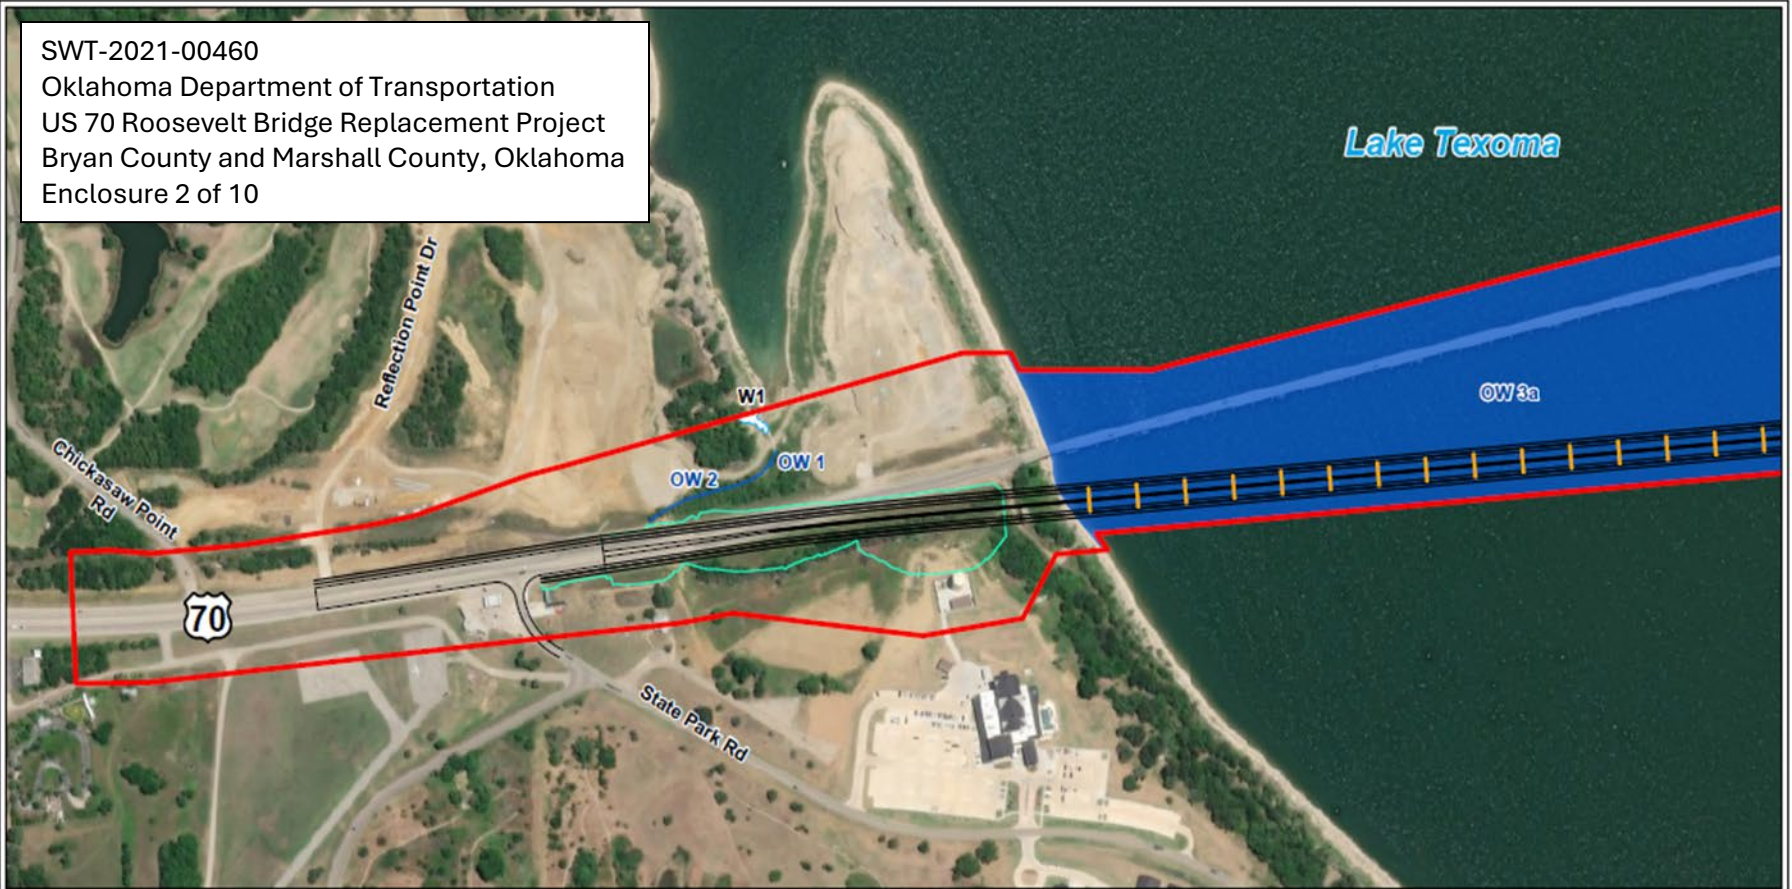 SWT-2021-00460
Oklahoma Department of Transportation
US 70 Roosevelt Bridge Replacement Project
Bryan County and Marshall County, Oklahoma
Enclosure 2 of 10
Lake Texoma
Reflection Point Dr
W1
OW 3a
Chickasaw Point
Rd
OW 1
OW 2
70
State Park Rd